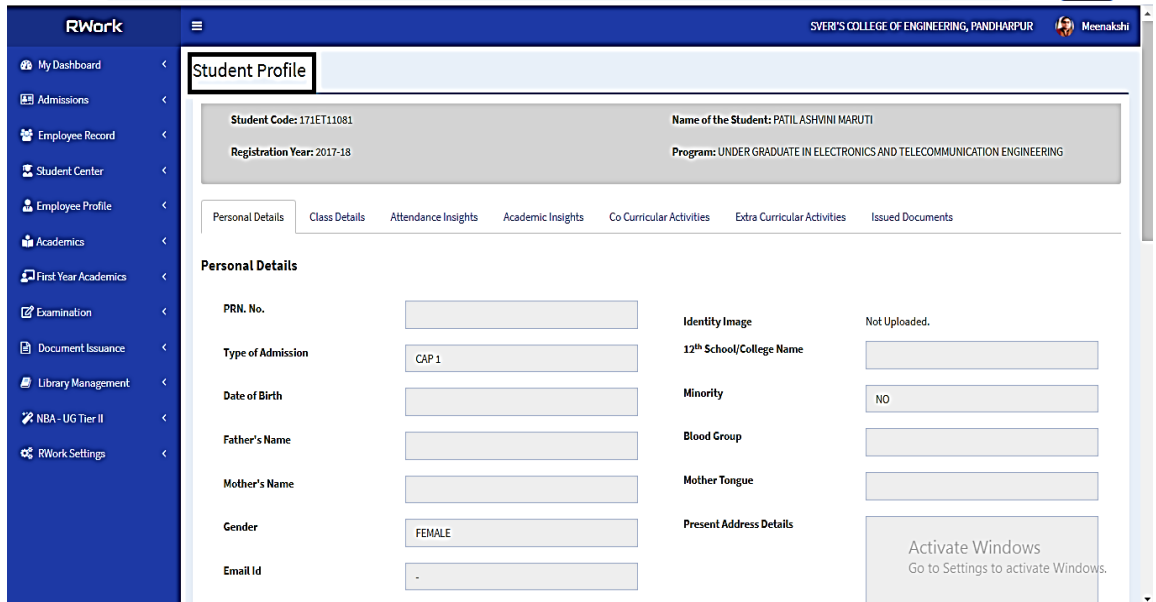 RWork
SVERI'S COLLEGE OF ENGINEERING, PANDHARPUR
Meenakshi
My Dashboard
Admissions
Employee Record
Student Center
Employee Profile
Academics
First Year Academics
Examination
Document Issuance
Library Management
NBA - UG Tier II
RWork Settings
Student Profile
Student Code: 171ET11081
Name of the Student: PATIL ASHVINI MARUTI
Registration Year: 2017-18
Program: UNDER GRADUATE IN ELECTRONICS AND TELECOMMUNICATION ENGINEERING
Personal Details Class Details Attendance Insights Academic Insights Co Curricular Activities Extra Curricular Activities Issued Documents
Personal Details
PRN. No.
Type of Admission CAP 1
Date of Birth
Father's Name
Mother's Name
Gender FEMALE
Email Id -
Identity Image Not Uploaded.
12th School/College Name
Minority NO
Blood Group
Mother Tongue
Present Address Details
Activate Windows
Go to Settings to activate Windows.